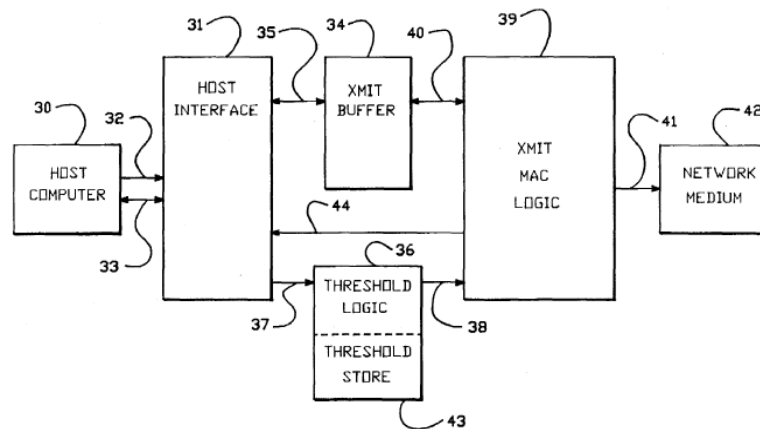 31
35
34
40
39
30
32
HOST
INTERFACE
XMIT
BUFFER
41
42
HOST
COMPUTER
XMIT
MAC
LOGIC
NETWORK
MEDIUM
33
44
36
37
THRESHOLD
LOGIC
38
THRESHOLD
STORE
43